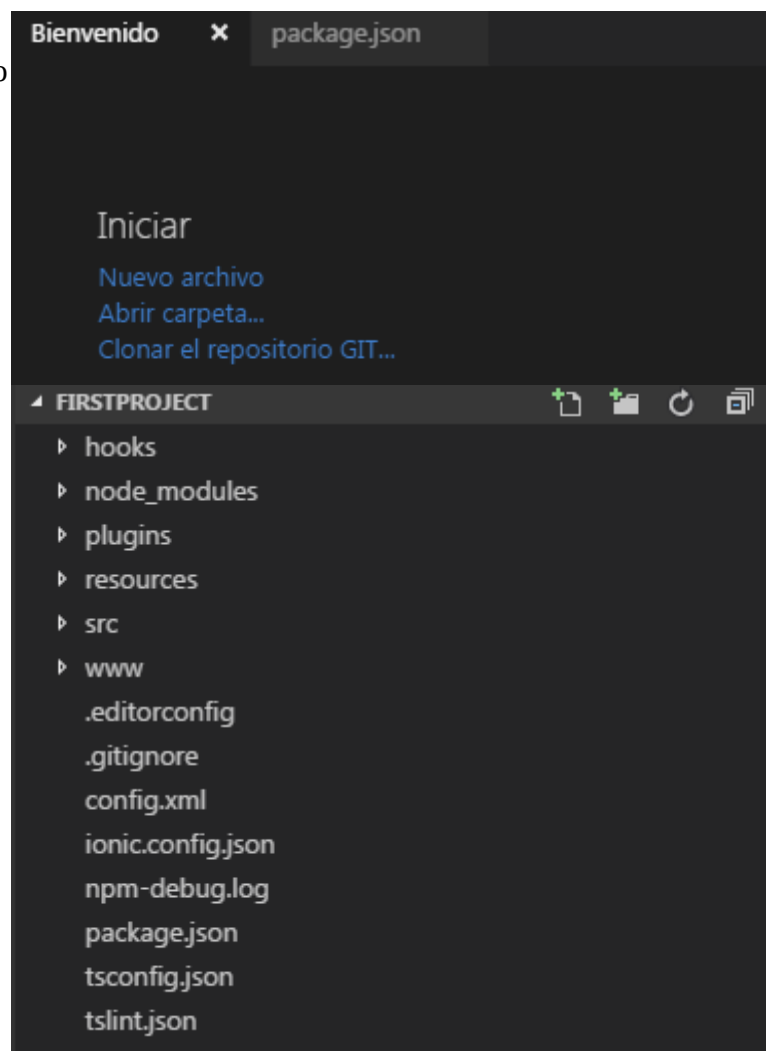 Bienvenido package.json
o
Iniciar
Nuevo archivo
Abrir carpeta...
Clonar el repositorio GIT...
FIRSTPROJECT
hooks
node_modules
plugins
resources
src
www
.editorconfig
.gitignore
config.xml
ionic.config.json
npm-debug.log
package.json
tsconfig.json
tslint.json